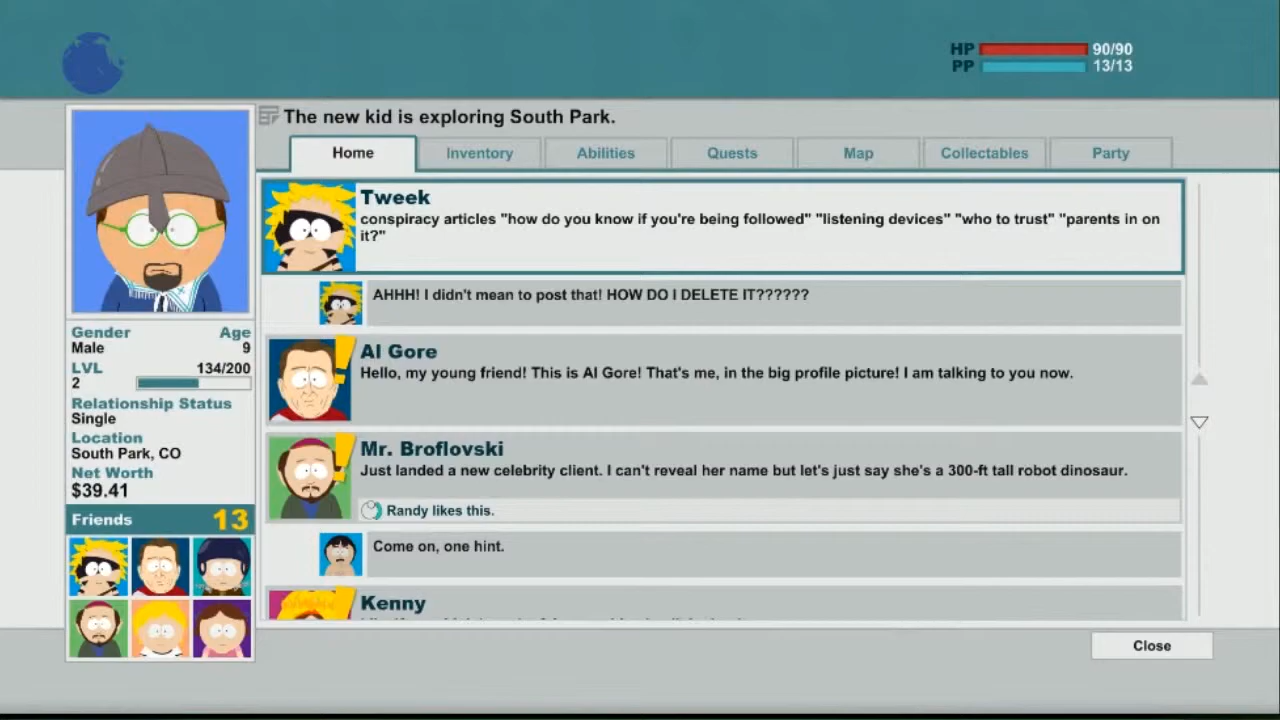 HP 90/90
PP 13/13
The new kid is exploring South Park.
Home Inventory Abilities Quests Map Collectables Party
Gender Age
Male 9
LVL 134/200
2
Relationship Status
Single
Location
South Park, CO
Net Worth
$39.41
Friends 13
Tweek
conspiracy articles "how do you know if you're being followed" "listening devices" "who to trust" "parents in on
it?"
AHHH! I didn't mean to post that! HOW DO I DELETE IT??????
Al Gore
Hello, my young friend! This is Al Gore! That's me, in the big profile picture! I am talking to you now.
Mr. Broflovski
Just landed a new celebrity client. I can't reveal her name but let's just say she's a 300-ft tall robot dinosaur.
Randy likes this.
Come on, one hint.
Kenny
Close